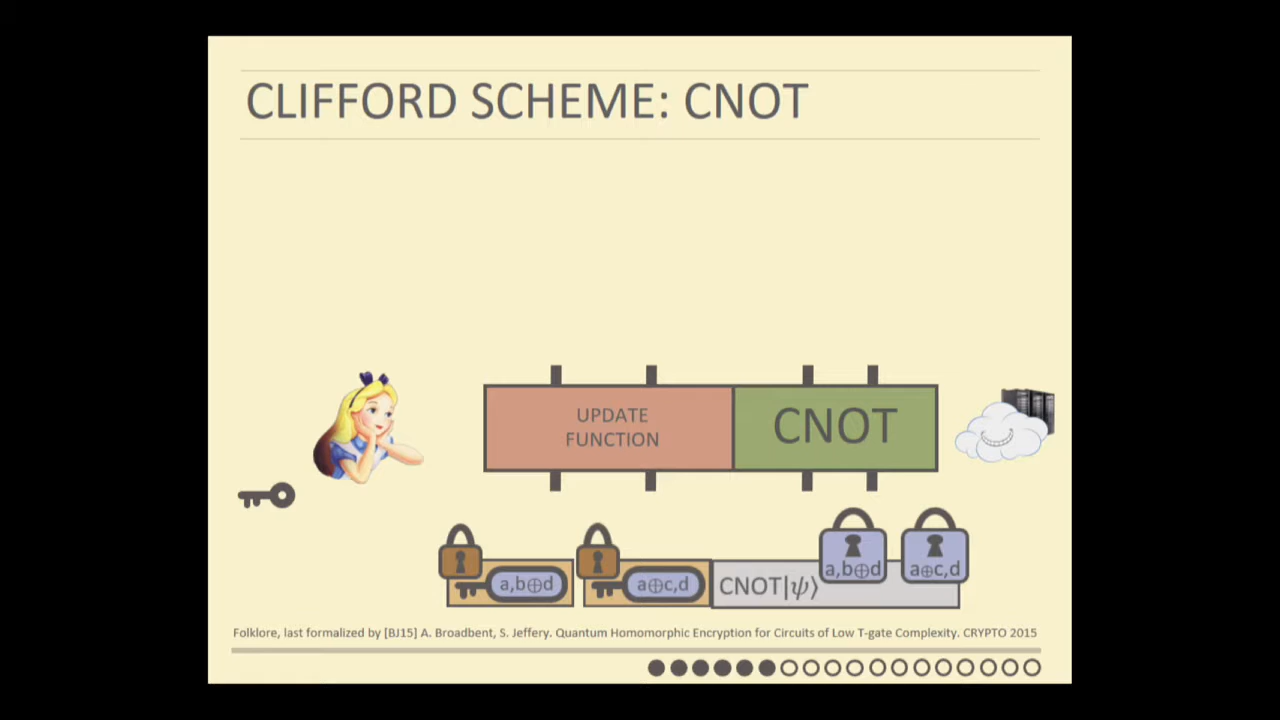 CLIFFORD SCHEME: CNOT
UPDATE
FUNCTION
CNOT
a,b⊕d
a⊕c,d
a,b⊕d
a⊕c,d
CNOT|ψ⟩
Folklore, last formalized by [BJ15] A. Broadbent, S. Jeffery. Quantum Homomorphic Encryption for Circuits of Low T-gate Complexity. CRYPTO 2015